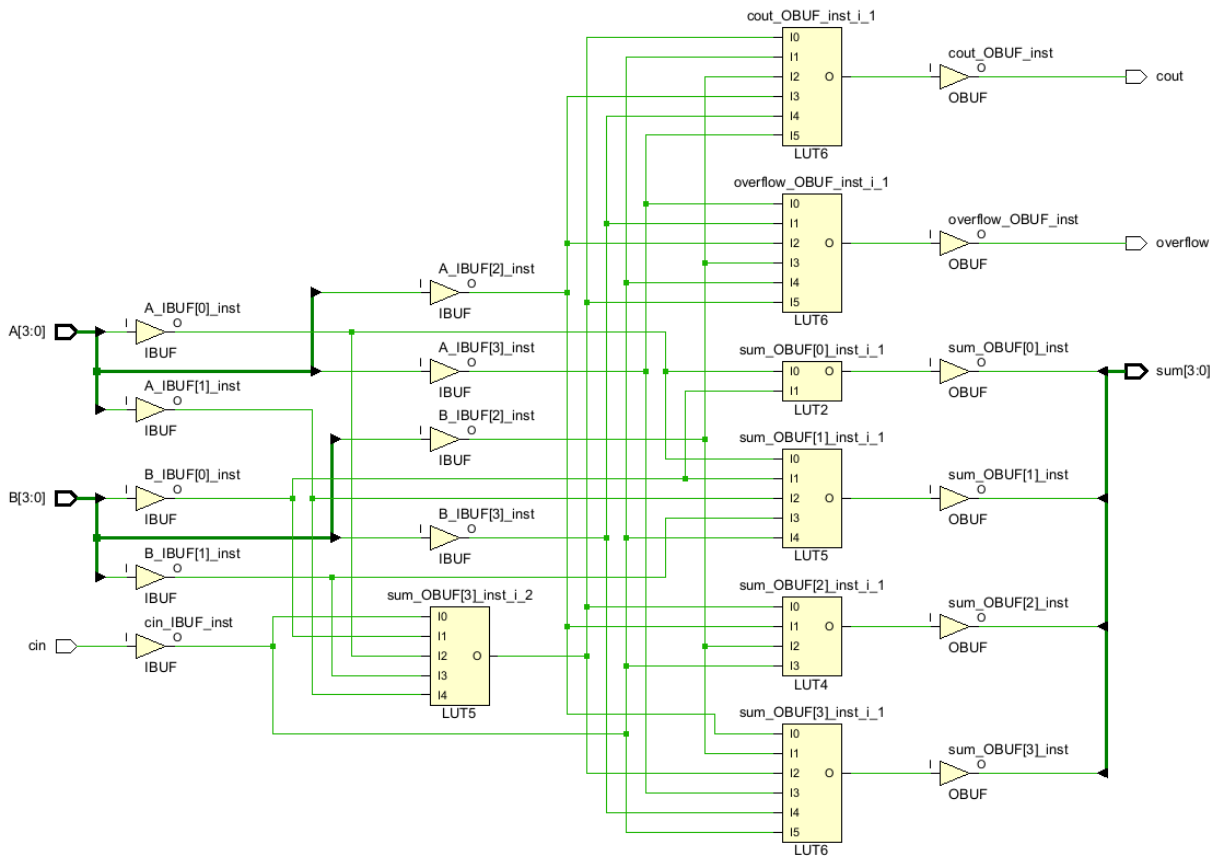 cout_OBUF_inst_i_1
I0
I1
I2
I3
I4
I5
O
LUT6
cout_OBUF_inst
I
O
OBUF
cout
overflow_OBUF_inst_i_1
I0
I1
I2
I3
I4
I5
O
LUT6
overflow_OBUF_inst
I
O
OBUF
overflow
A[3:0]
A_IBUF[0]_inst
I
O
IBUF
A_IBUF[1]_inst
I
O
IBUF
A_IBUF[2]_inst
I
O
IBUF
A_IBUF[3]_inst
I
O
IBUF
B[3:0]
B_IBUF[0]_inst
I
O
IBUF
B_IBUF[1]_inst
I
O
IBUF
B_IBUF[2]_inst
I
O
IBUF
B_IBUF[3]_inst
I
O
IBUF
cin
cin_IBUF_inst
I
O
IBUF
sum_OBUF[3]_inst_i_2
I0
I1
I2
I3
I4
O
LUT5
sum_OBUF[0]_inst_i_1
I0
I1
O
LUT2
sum_OBUF[0]_inst
I
O
OBUF
sum[3:0]
sum_OBUF[1]_inst_i_1
I0
I1
I2
I3
I4
O
LUT5
sum_OBUF[1]_inst
I
O
OBUF
sum_OBUF[2]_inst_i_1
I0
I1
I2
I3
O
LUT4
sum_OBUF[2]_inst
I
O
OBUF
sum_OBUF[3]_inst_i_1
I0
I1
I2
I3
I4
I5
O
LUT6
sum_OBUF[3]_inst
I
O
OBUF